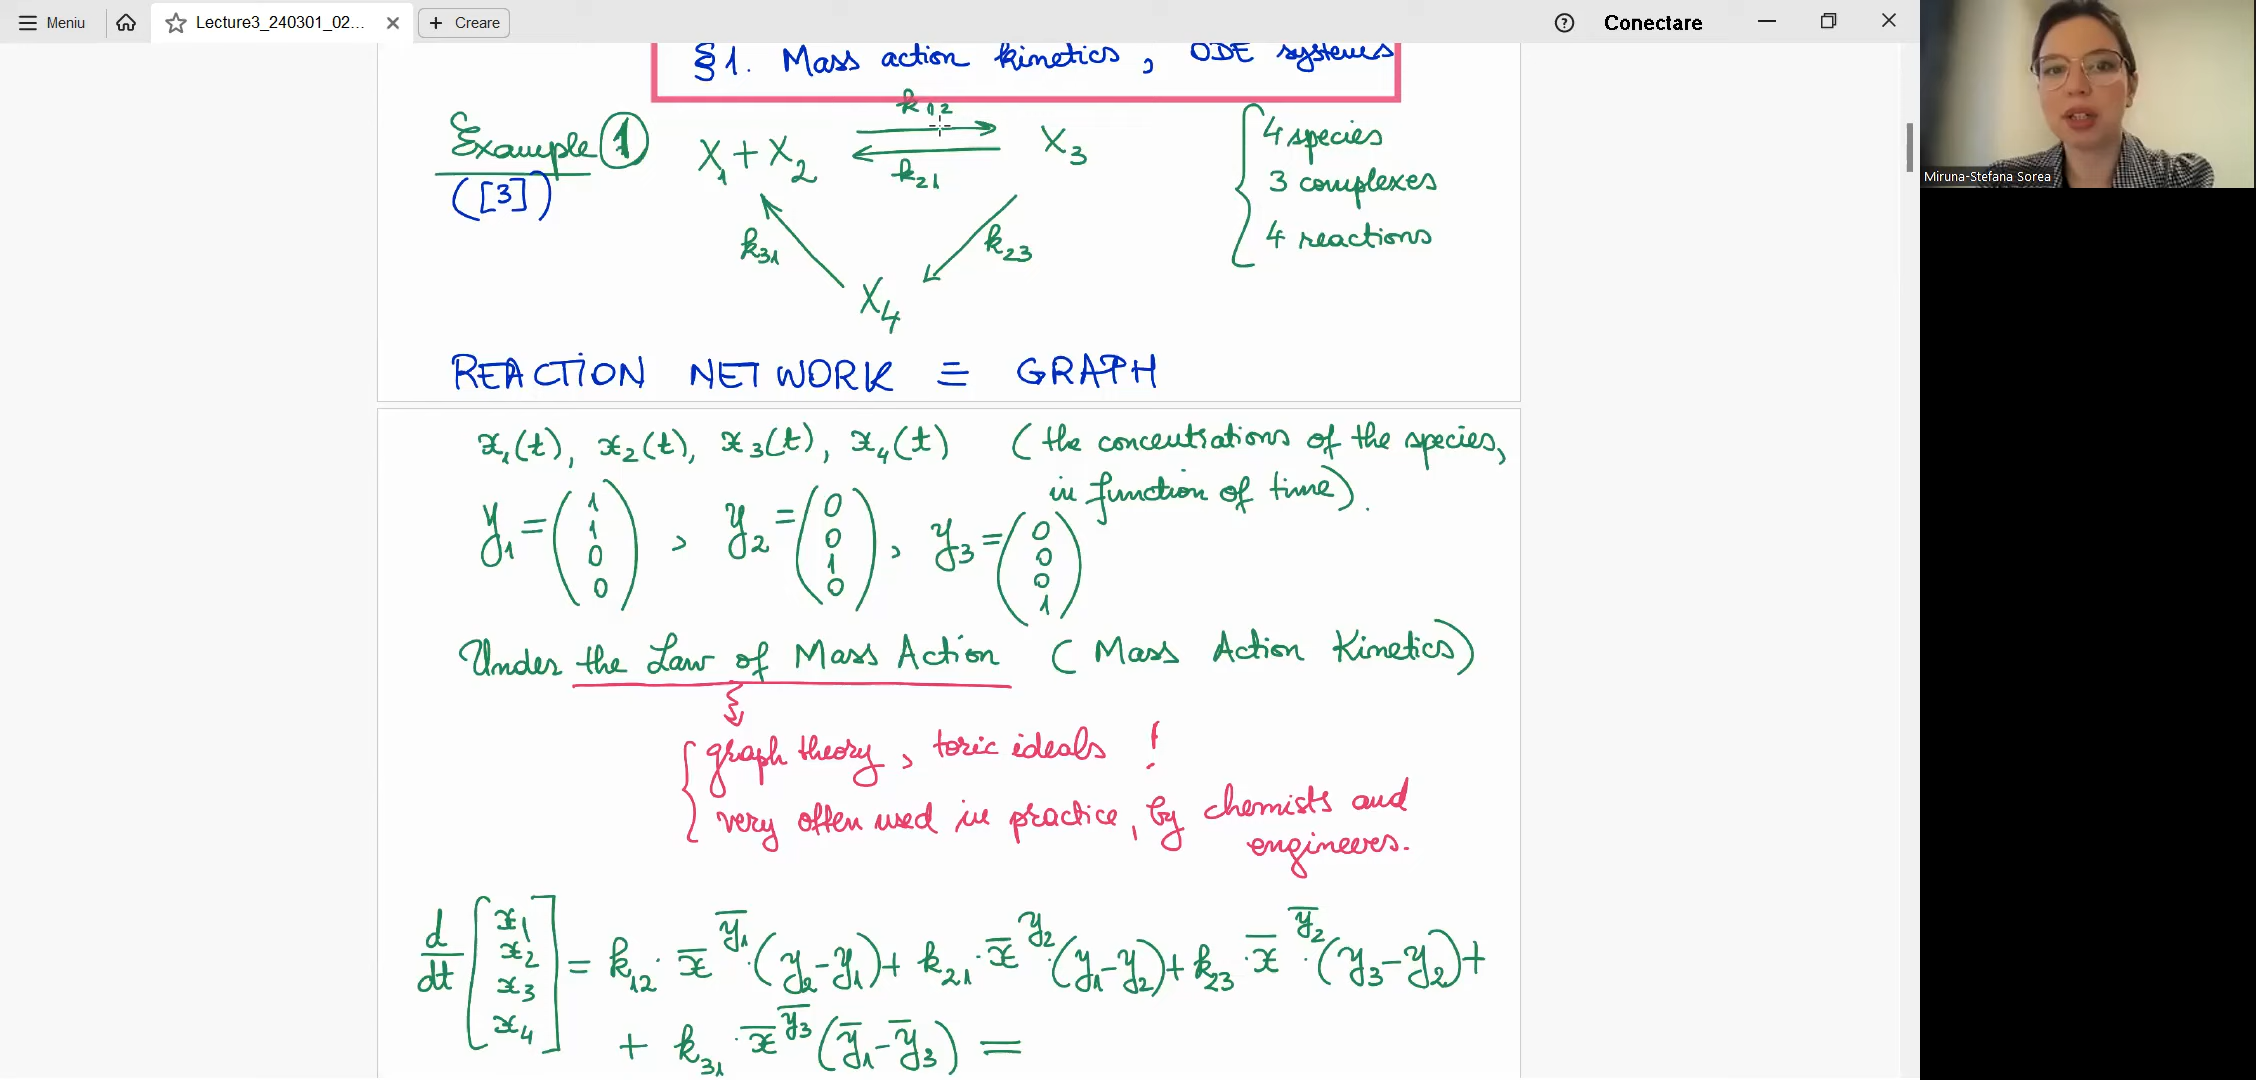 Meniu
Lecture3_240301_02...
+ Creare
Conectare
§1. Mass action kinetics, ODE systems
Example 1
([3])
X₁ + X₂
k₁₂
k₂₁
X₃
k₃₁
k₂₃
X₄
4 species
3 complexes
4 reactions
Miruna-Stefana Sorea
REACTION NETWORK ≡ GRAPH
x₁(t), x₂(t), x₃(t), x₄(t) (the concentrations of the species,
in function of time).
y₁ = (1 1 0 0), y₂ = (0 0 1 0), y₃ = (0 0 0 1)
Under the Law of Mass Action (Mass Action Kinetics)
graph theory, toric ideals !
very often used in practice, by chemists and
engineers.
d/dt [x₁ x₂ x₃ x₄] = k₁₂ · x̄^ȳ₁ · (y₂ − y₁) + k₂₁ · x̄^y₂ · (y₁ − y₂) + k₂₃ · x̄^ȳ₂ · (y₃ − y₂) +
+ k₃₁ · x̄^ȳ₃ (ȳ₁ − ȳ₃) =